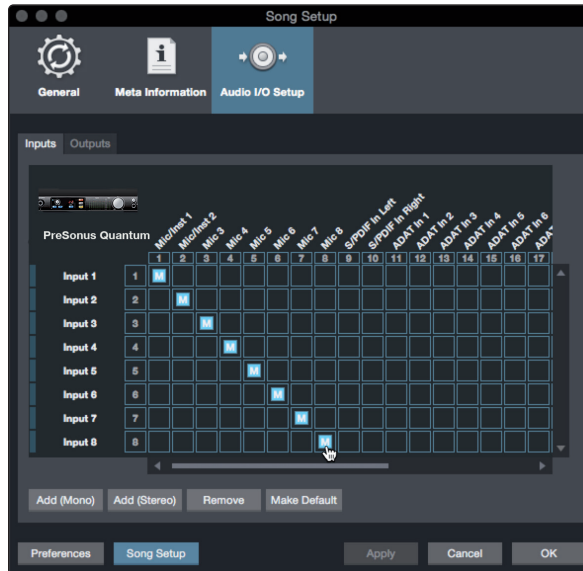 Song Setup
General
Meta Information
Audio I/O Setup
Inputs
Outputs
PreSonus Quantum
Mic/Inst 1
Mic/Inst 2
Mic 3
Mic 4
Mic 5
Mic 6
Mic 7
Mic 8
S/PDIF In Left
S/PDIF In Right
ADAT In 1
ADAT In 2
ADAT In 3
ADAT In 4
ADAT In 5
ADAT In 6
ADAT
1 2 3 4 5 6 7 8 9 10 11 12 13 14 15 16 17
Input 1 1 M
Input 2 2 M
Input 3 3 M
Input 4 4 M
Input 5 5 M
Input 6 6 M
Input 7 7 M
Input 8 8 M
Add (Mono) Add (Stereo) Remove Make Default
Preferences Song Setup Apply Cancel OK